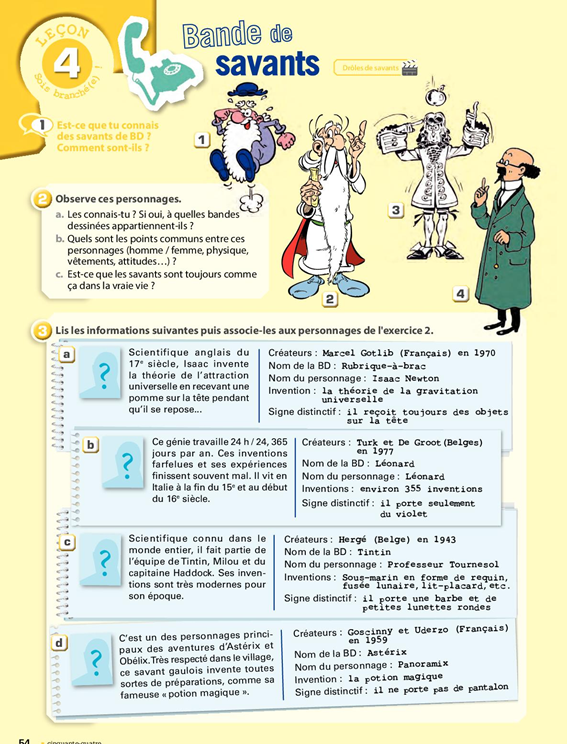 LEÇON
4
Sois branché(e) !
Bande de
savants
Drôles de savants
1 Est-ce que tu connais
des savants de BD ?
Comment sont-ils ?
1
2
3
4
2 Observe ces personnages.
a. Les connais-tu ? Si oui, à quelles bandes
dessinées appartiennent-ils ?
b. Quels sont les points communs entre ces
personnages (homme / femme, physique,
vêtements, attitudes…) ?
c. Est-ce que les savants sont toujours comme
ça dans la vraie vie ?
3 Lis les informations suivantes puis associe-les aux personnages de l'exercice 2.
a
?
Scientifique anglais du
17e siècle, Isaac invente
la théorie de l'attraction
universelle en recevant une
pomme sur la tête pendant
qu'il se repose...
Créateurs : Marcel Gotlib (Français) en 1970
Nom de la BD : Rubrique-à-brac
Nom du personnage : Isaac Newton
Invention : la théorie de la gravitation
universelle
Signe distinctif : il reçoit toujours des objets
sur la tête
b
?
Ce génie travaille 24 h / 24, 365
jours par an. Ces inventions
farfelues et ses expériences
finissent souvent mal. Il vit en
Italie à la fin du 15e et au début
du 16e siècle.
Créateurs : Turk et De Groot (Belges)
en 1977
Nom de la BD : Léonard
Nom du personnage : Léonard
Inventions : environ 355 inventions
Signe distinctif : il porte seulement
du violet
c
?
Scientifique connu dans le
monde entier, il fait partie de
l'équipe de Tintin, Milou et du
capitaine Haddock. Ses inven-
tions sont très modernes pour
son époque.
Créateurs : Hergé (Belge) en 1943
Nom de la BD : Tintin
Nom du personnage : Professeur Tournesol
Inventions : Sous-marin en forme de requin,
fusée lunaire, lit-placard, etc.
Signe distinctif : il porte une barbe et de
petites lunettes rondes
d
?
C'est un des personnages princi-
paux des aventures d'Astérix et
Obélix. Très respecté dans le village,
ce savant gaulois invente toutes
sortes de préparations, comme sa
fameuse « potion magique ».
Créateurs : Goscinny et Uderzo (Français)
en 1959
Nom de la BD : Astérix
Nom du personnage : Panoramix
Invention : la potion magique
Signe distinctif : il ne porte pas de pantalon
54 • cinquante-quatre